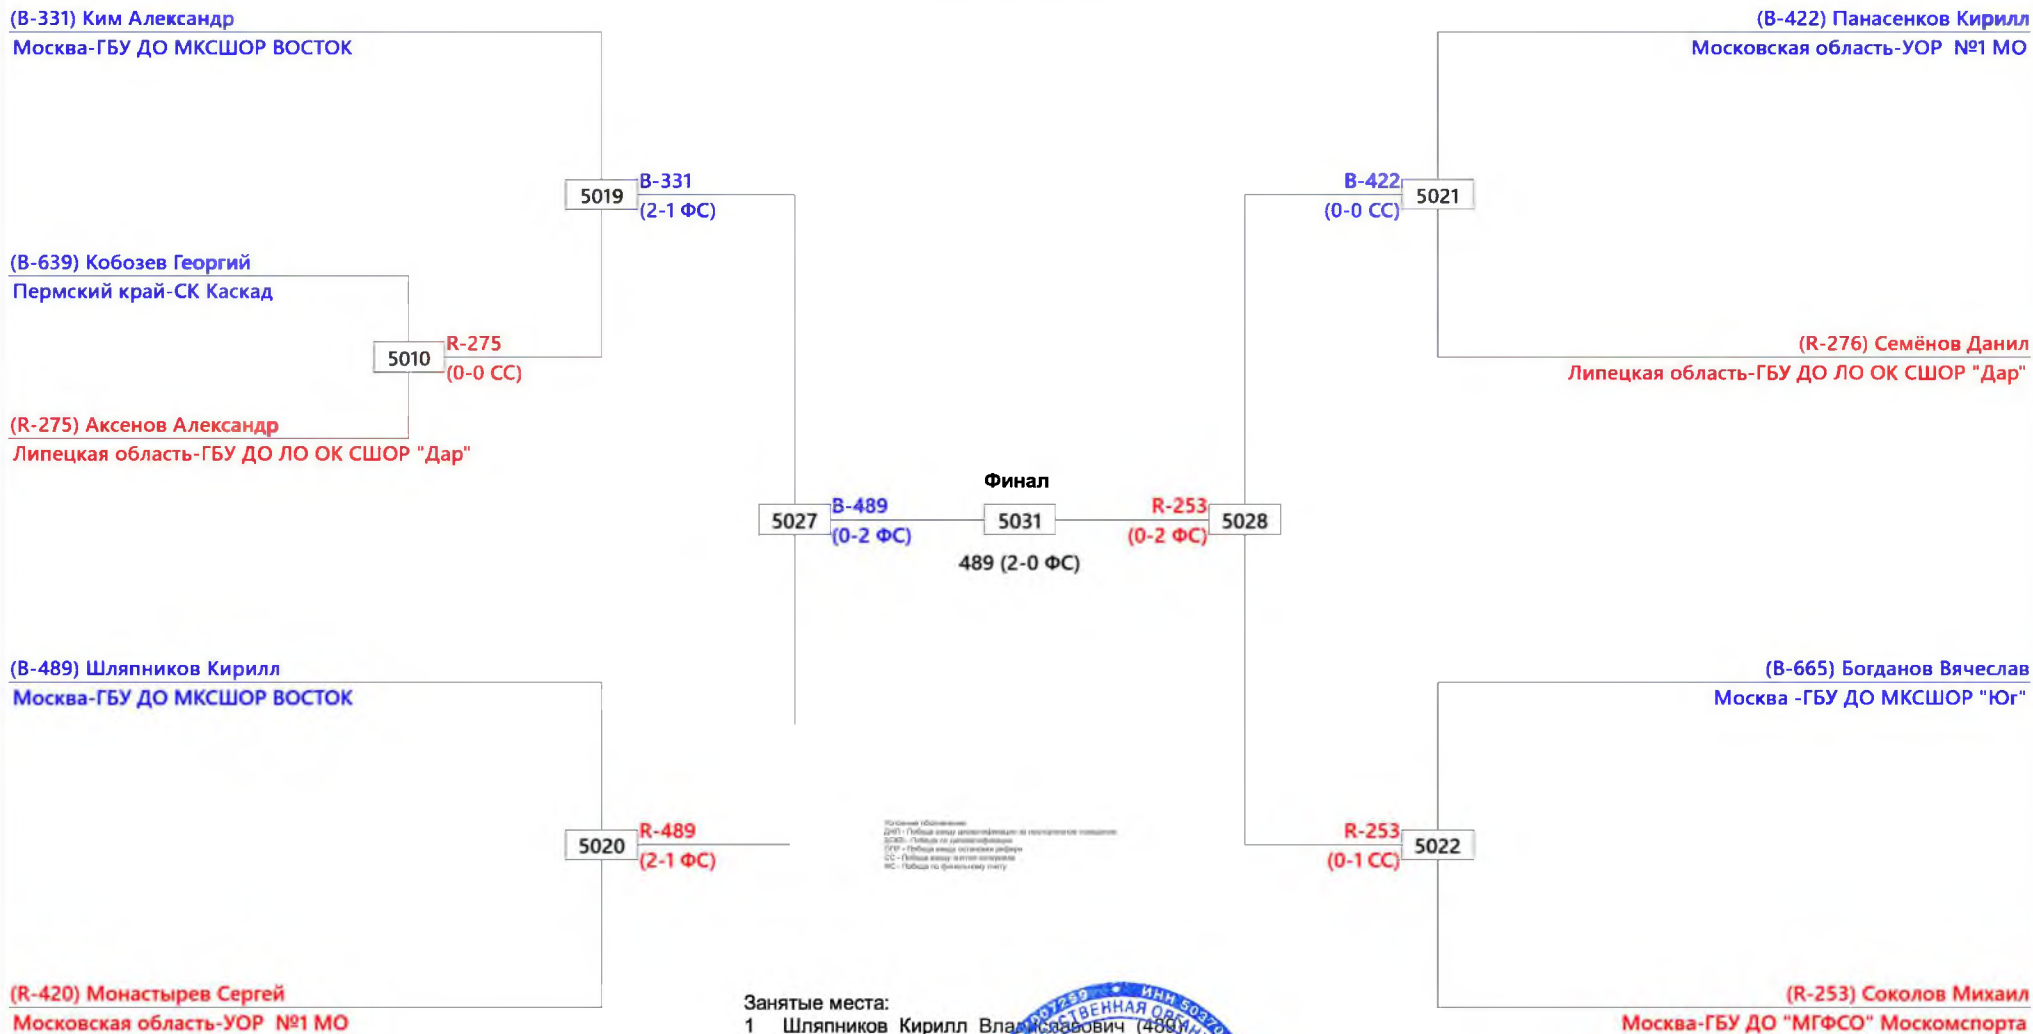 (B-331) Ким Александр
Москва-ГБУ ДО МКСШОР ВОСТОК
(B-422) Панасенков Кирилл
Московская область-УОР №1 МО
5019
B-331
(2-1 ФС)
B-422
(0-0 СС)
5021
(B-639) Кобозев Георгий
Пермский край-СК Каскад
5010
R-275
(0-0 СС)
(R-276) Семёнов Данил
Липецкая область-ГБУ ДО ЛО ОК СШОР "Дар"
(R-275) Аксенов Александр
Липецкая область-ГБУ ДО ЛО ОК СШОР "Дар"
Финал
5027
B-489
(0-2 ФС)
5031
R-253
(0-2 ФС)
5028
489 (2-0 ФС)
(B-489) Шляпников Кирилл
Москва-ГБУ ДО МКСШОР ВОСТОК
(B-665) Богданов Вячеслав
Москва -ГБУ ДО МКСШОР "Юг"
5020
R-489
(2-1 ФС)
R-253
(0-1 СС)
5022
(R-420) Монастырев Сергей
Московская область-УОР №1 МО
Занятые места:
1 Шляпников Кирилл Владиславович (489)
(R-253) Соколов Михаил
Москва-ГБУ ДО "МГФСО" Москомспорта